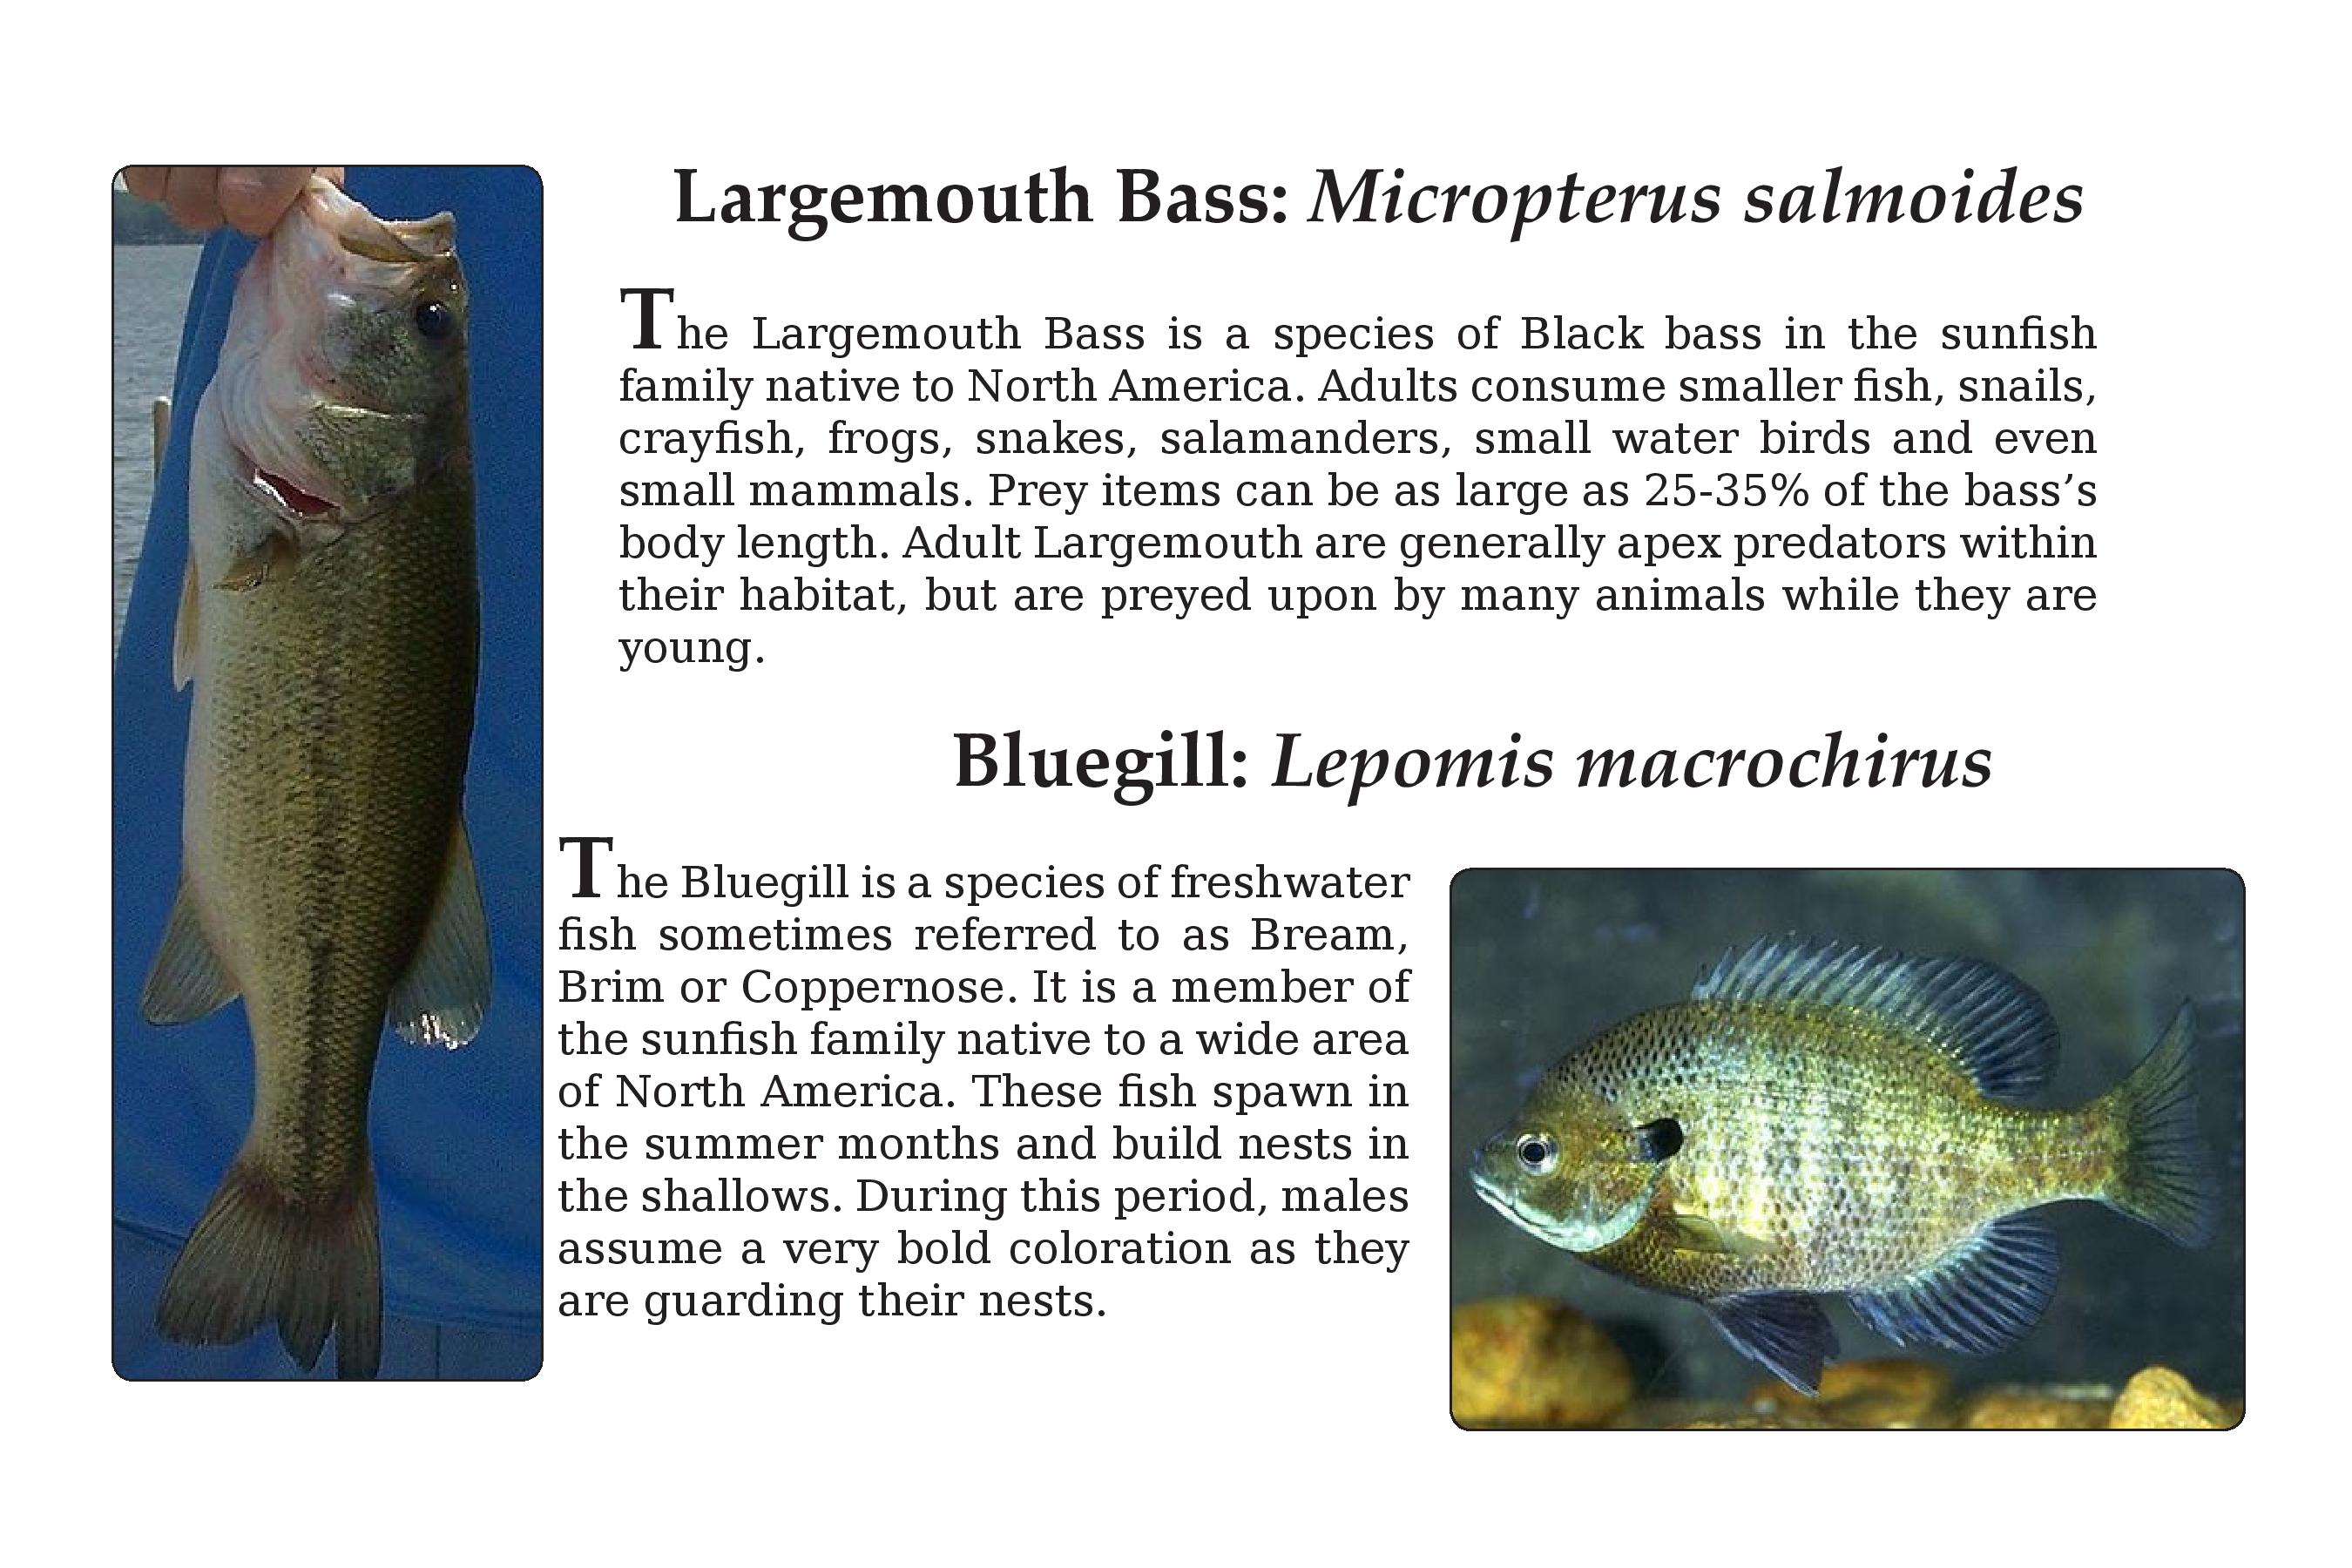 Largemouth Bass: Micropterus salmoides
The Largemouth Bass is a species of Black bass in the sunfish
family native to North America. Adults consume smaller fish, snails,
crayfish, frogs, snakes, salamanders, small water birds and even
small mammals. Prey items can be as large as 25-35% of the bass’s
body length. Adult Largemouth are generally apex predators within
their habitat, but are preyed upon by many animals while they are
young.
Bluegill: Lepomis macrochirus
The Bluegill is a species of freshwater
fish sometimes referred to as Bream,
Brim or Coppernose. It is a member of
the sunfish family native to a wide area
of North America. These fish spawn in
the summer months and build nests in
the shallows. During this period, males
assume a very bold coloration as they
are guarding their nests.